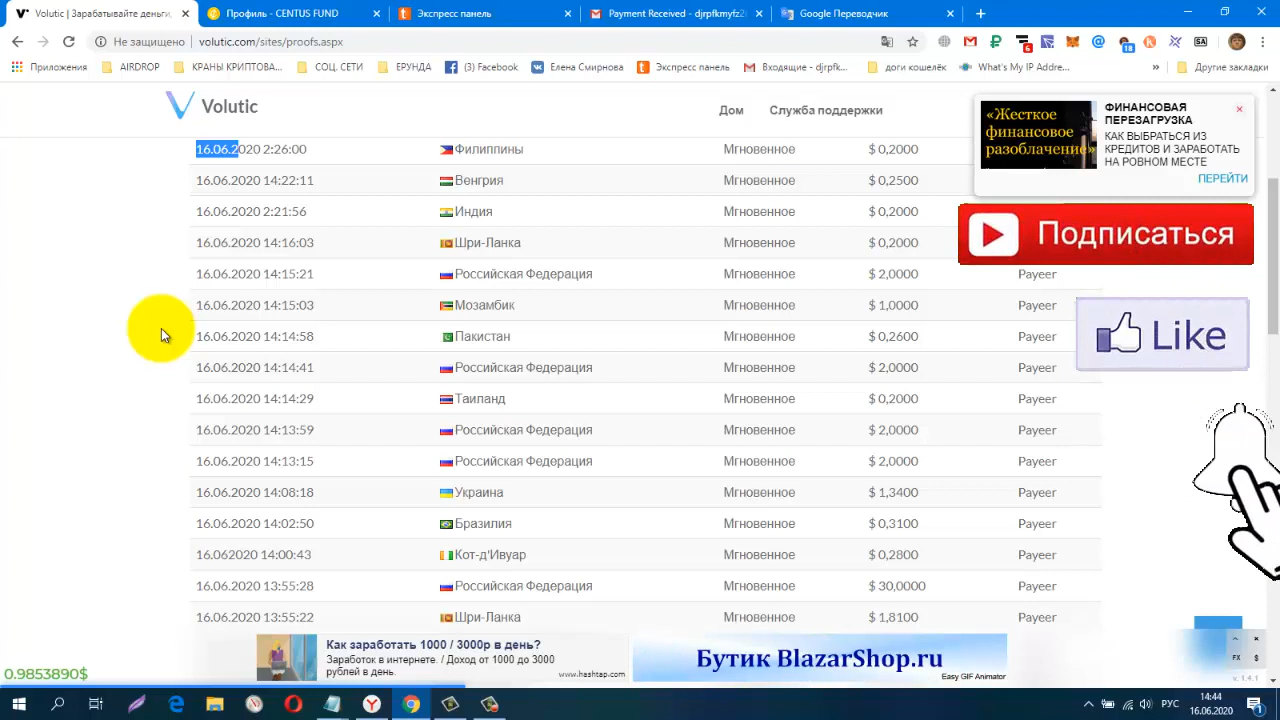 Volutic | Зарабатывайте деньги,
Профиль - CENTUS FUND
Экспресс панель
Payment Received - djrpfkmyfz2
Google Переводчик
Не защищено
volutic.com/sites/proofs.aspx
6
18
SA
Приложения
AIRDROP
КРАНЫ КРИПТОВА...
СОЦ. СЕТИ
ЕРУНДА
(3) Facebook
Елена Смирнова
Экспресс панель
Входящие - djrpfk...
доги кошелёк
What's My IP Addre...
»
Другие закладки
Volutic
Дом
Служба поддержки
«Жесткое
финансовое
разоблачение»
ФИНАНСОВАЯ
ПЕРЕЗАГРУЗКА
КАК ВЫБРАТЬСЯ ИЗ
КРЕДИТОВ И ЗАРАБОТАТЬ
НА РОВНОМ МЕСТЕ
ПЕРЕЙТИ
Подписаться
Like
16.06.2020 2:26:00 Филиппины Мгновенное $ 0,2000
16.06.2020 14:22:11 Венгрия Мгновенное $ 0,2500
16.06.2020 2:21:56 Индия Мгновенное $ 0,2000
16.06.2020 14:16:03 Шри-Ланка Мгновенное $ 0,2000
16.06.2020 14:15:21 Российская Федерация Мгновенное $ 2,0000 Payeer
16.06.2020 14:15:03 Мозамбик Мгновенное $ 1,0000 Payeer
16.06.2020 14:14:58 Пакистан Мгновенное $ 0,2600 Payeer
16.06.2020 14:14:41 Российская Федерация Мгновенное $ 2,0000 Payeer
16.06.2020 14:14:29 Таиланд Мгновенное $ 0,2000 Payeer
16.06.2020 14:13:59 Российская Федерация Мгновенное $ 2,0000 Payeer
16.06.2020 14:13:15 Российская Федерация Мгновенное $ 2,0000 Payeer
16.06.2020 14:08:18 Украина Мгновенное $ 1,3400 Payeer
16.06.2020 14:02:50 Бразилия Мгновенное $ 0,3100 Payeer
16.062020 14:00:43 Кот-д'Ивуар Мгновенное $ 0,2800 Payeer
16.06.2020 13:55:28 Российская Федерация Мгновенное $ 30,0000 Payeer
16.06.2020 13:55:22 Шри-Ланка Мгновенное $ 1,8100 Payeer
Как заработать 1000 / 3000р в день?
Заработок в интернете. / Доход от 1000 до 3000
рублей в день.
www.hashtap.com
Бутик BlazarShop.ru
Easy GIF Animator
FX $
v: 1.4.1
0.9853890$
РУС
14:44
16.06.2020